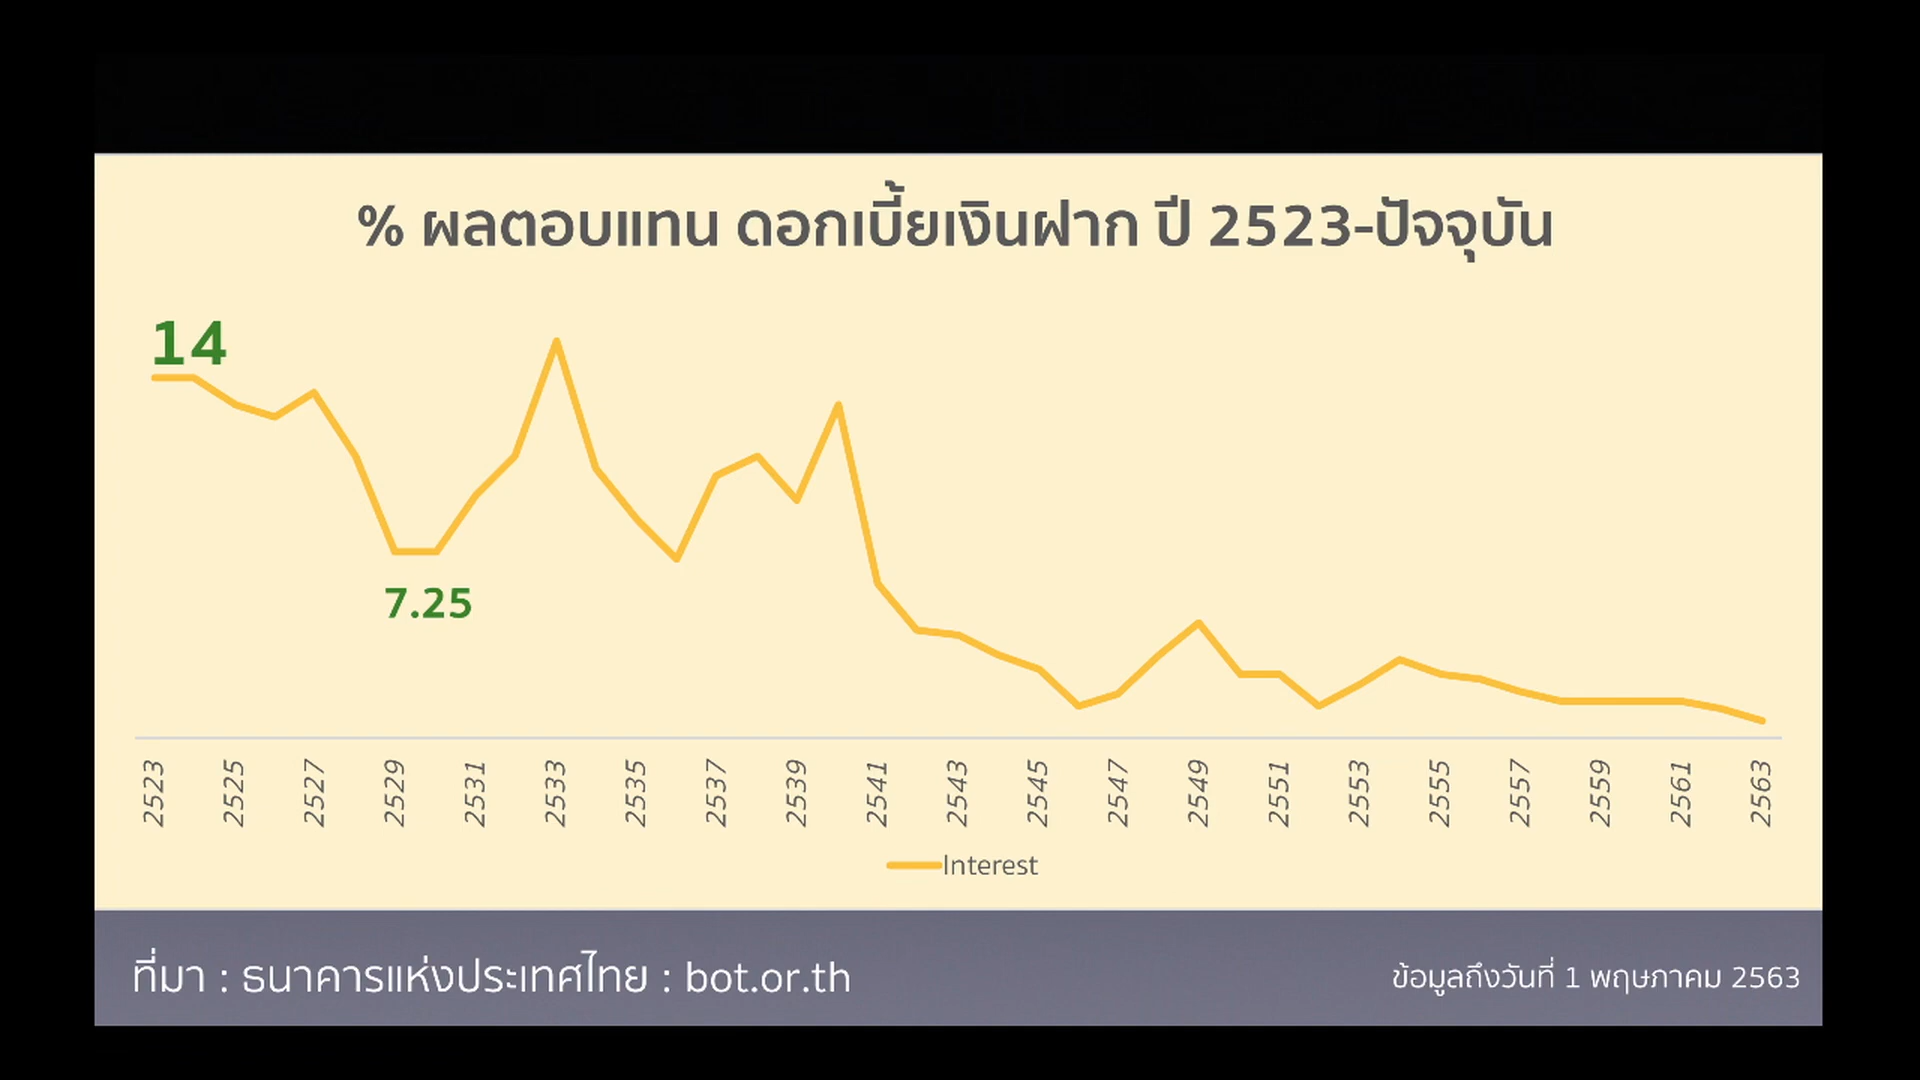 % ผลตอบแทน ดอกเบี้ยเงินฝาก ปี 2523-ปัจจุบัน
14
7.25
2523 2525 2527 2529 2531 2533 2535 2537 2539 2541 2543 2545 2547 2549 2551 2553 2555 2557 2559 2561 2563
Interest
ที่มา : ธนาคารแห่งประเทศไทย : bot.or.th
ข้อมูลถึงวันที่ 1 พฤษภาคม 2563